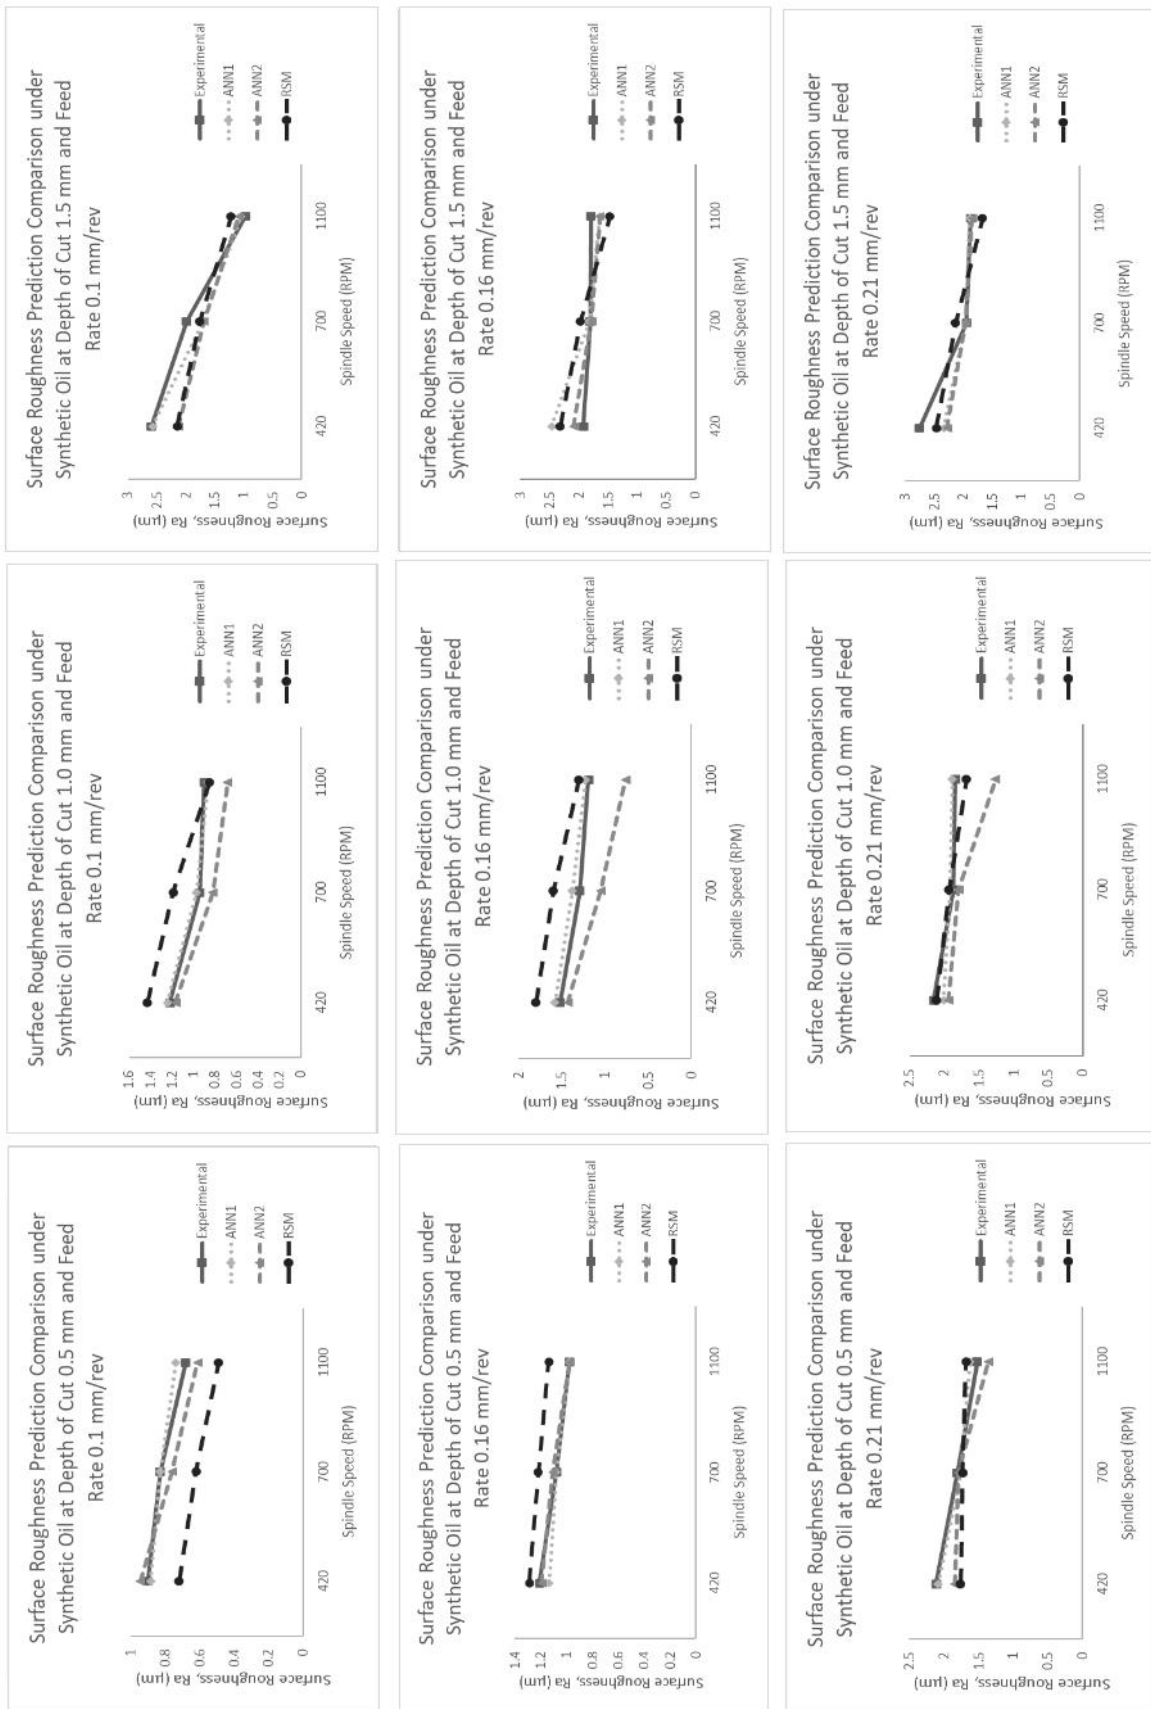 Surface Roughness Prediction Comparison under
Synthetic Oil at Depth of Cut 0.5 mm and Feed
Rate 0.1 mm/rev
Surface Roughness, Ra (µm)
1
0.8
0.6
0.4
0.2
0
420 700 1100
Spindle Speed (RPM)
Experimental
ANN1
ANN2
RSM
Surface Roughness Prediction Comparison under
Synthetic Oil at Depth of Cut 1.0 mm and Feed
Rate 0.1 mm/rev
Surface Roughness, Ra (µm)
1.6
1.4
1.2
1
0.8
0.6
0.4
0.2
0
420 700 1100
Spindle Speed (RPM)
Experimental
ANN1
ANN2
RSM
Surface Roughness Prediction Comparison under
Synthetic Oil at Depth of Cut 1.5 mm and Feed
Rate 0.1 mm/rev
Surface Roughness, Ra (µm)
3
2.5
2
1.5
1
0.5
0
420 700 1100
Spindle Speed (RPM)
Experimental
ANN1
ANN2
RSM
Surface Roughness Prediction Comparison under
Synthetic Oil at Depth of Cut 0.5 mm and Feed
Rate 0.16 mm/rev
Surface Roughness, Ra (µm)
1.4
1.2
1
0.8
0.6
0.4
0.2
0
420 700 1100
Spindle Speed (RPM)
Experimental
ANN1
ANN2
RSM
Surface Roughness Prediction Comparison under
Synthetic Oil at Depth of Cut 1.0 mm and Feed
Rate 0.16 mm/rev
Surface Roughness, Ra (µm)
2
1.5
1
0.5
0
420 700 1100
Spindle Speed (RPM)
Experimental
ANN1
ANN2
RSM
Surface Roughness Prediction Comparison under
Synthetic Oil at Depth of Cut 1.5 mm and Feed
Rate 0.16 mm/rev
Surface Roughness, Ra (µm)
3
2.5
2
1.5
1
0.5
0
420 700 1100
Spindle Speed (RPM)
Experimental
ANN1
ANN2
RSM
Surface Roughness Prediction Comparison under
Synthetic Oil at Depth of Cut 0.5 mm and Feed
Rate 0.21 mm/rev
Surface Roughness, Ra (µm)
2.5
2
1.5
1
0.5
0
420 700 1100
Spindle Speed (RPM)
Experimental
ANN1
ANN2
RSM
Surface Roughness Prediction Comparison under
Synthetic Oil at Depth of Cut 1.0 mm and Feed
Rate 0.21 mm/rev
Surface Roughness, Ra (µm)
2.5
2
1.5
1
0.5
0
420 700 1100
Spindle Speed (RPM)
Experimental
ANN1
ANN2
RSM
Surface Roughness Prediction Comparison under
Synthetic Oil at Depth of Cut 1.5 mm and Feed
Rate 0.21 mm/rev
Surface Roughness, Ra (µm)
3
2.5
2
1.5
1
0.5
0
420 700 1100
Spindle Speed (RPM)
Experimental
ANN1
ANN2
RSM